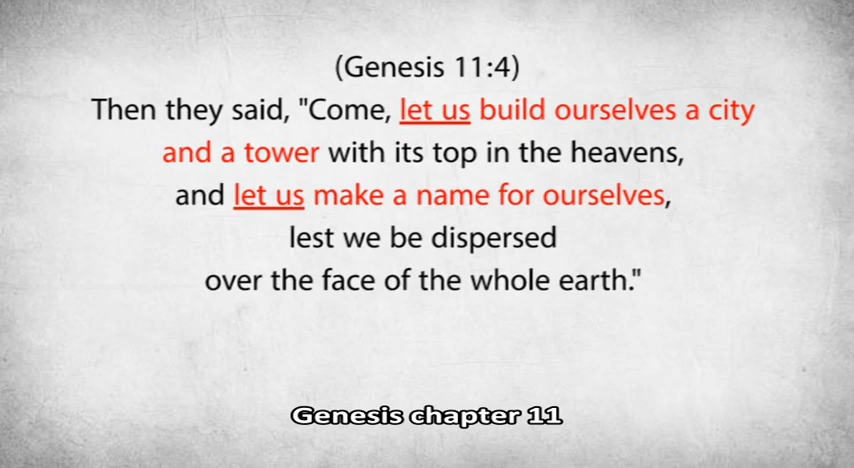 (Genesis 11:4)
Then they said, "Come, let us build ourselves a city
and a tower with its top in the heavens,
and let us make a name for ourselves,
lest we be dispersed
over the face of the whole earth."
Genesis chapter 11